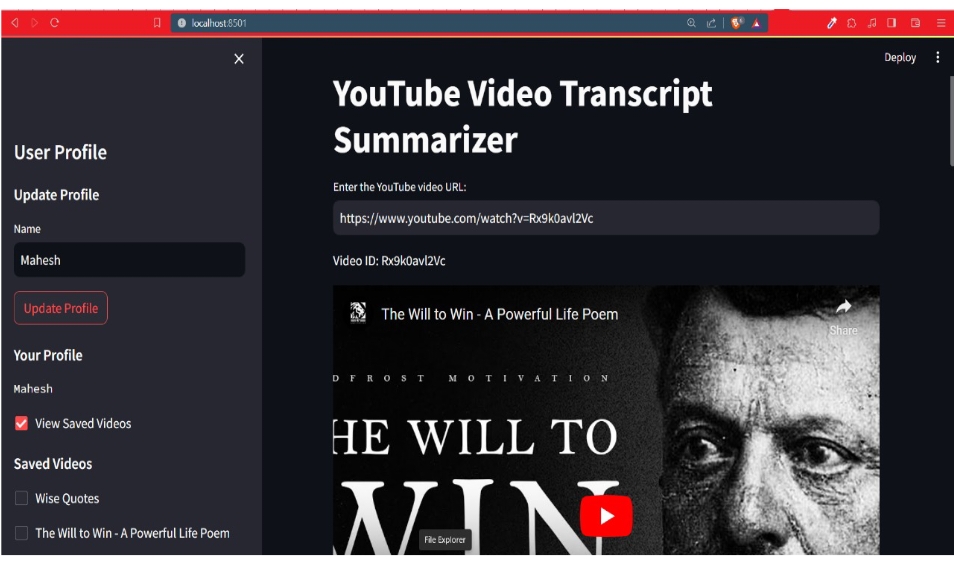 localhost:8501
Deploy
User Profile
Update Profile
Name
Mahesh
Update Profile
Your Profile
Mahesh
View Saved Videos
Saved Videos
Wise Quotes
The Will to Win - A Powerful Life Poem
YouTube Video Transcript
Summarizer
Enter the YouTube video URL:
https://www.youtube.com/watch?v=Rx9k0avl2Vc
Video ID: Rx9k0avl2Vc
The Will to Win - A Powerful Life Poem
Share
DFROST MOTIVATION
HE WILL TO
WIN
File Explorer